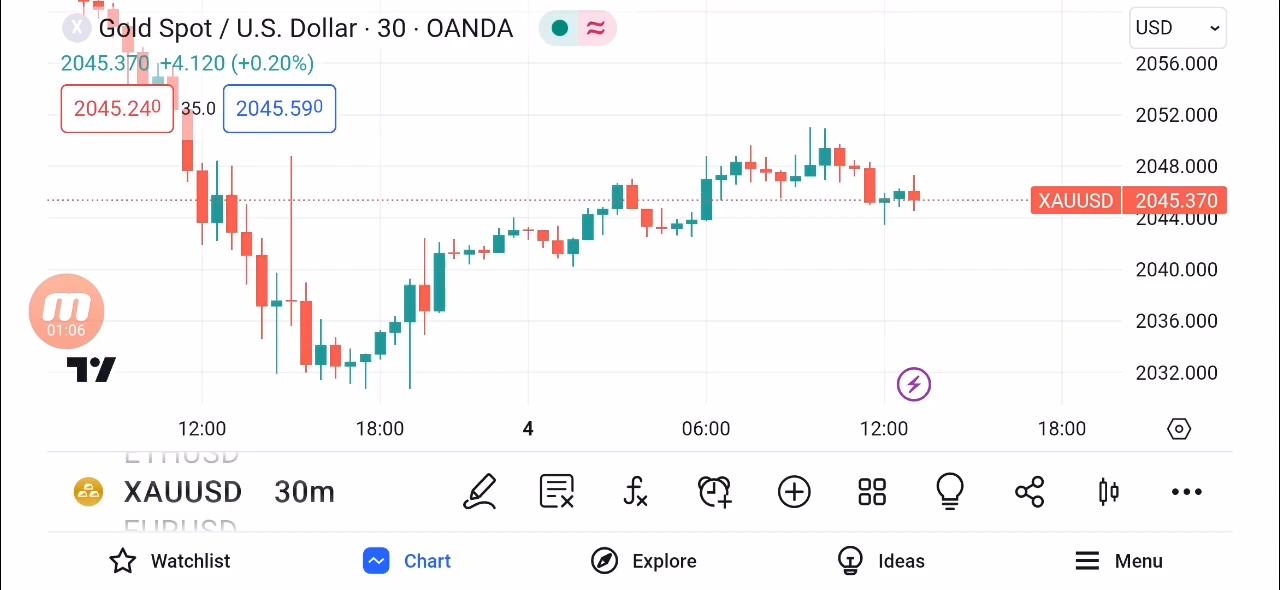 X Gold Spot / U.S. Dollar · 30 · OANDA
USD
2045.370 +4.120 (+0.20%)
2045.240 35.0 2045.590
2056.000
2052.000
2048.000
XAUUSD 2045.370
2044.000
2040.000
2036.000
2032.000
01:06
12:00 18:00 4 06:00 12:00 18:00
ETHUSD
XAUUSD 30m
EURUSD
Watchlist Chart Explore Ideas Menu